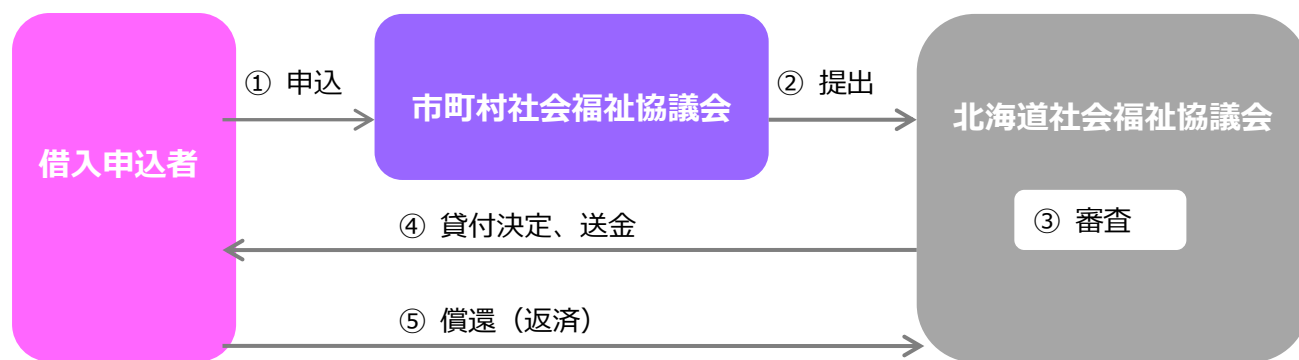 ① 申込
② 提出
市町村社会福祉協議会
北海道社会福祉協議会
借入申込者
③ 審査
④ 貸付決定、送金
⑤ 償還（返済）